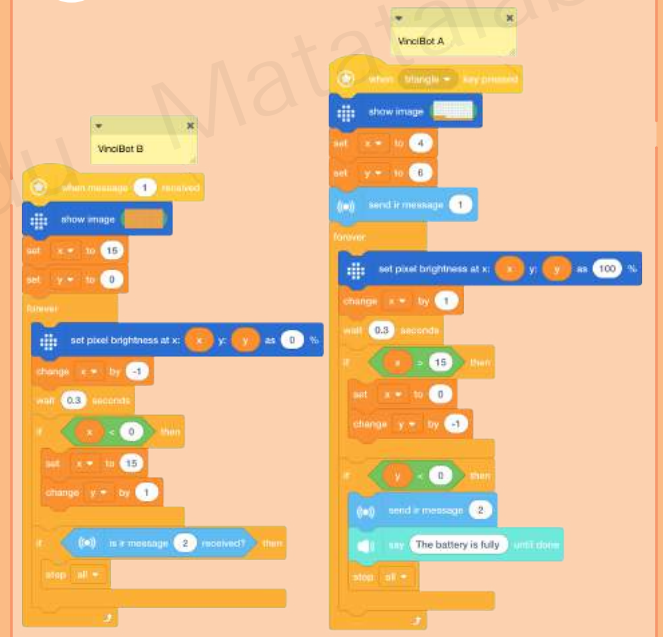 VinciBot B
when message 1 received
show image
set x to 15
set y to 0
forever
set pixel brightness at x: x y: y as 0 %
change x by -1
wait 0.3 seconds
if x < 0 then
set x to 15
change y by 1
if is ir message 2 received? then
stop all
VinciBot A
when triangle key pressed
show image
set x to 4
set y to 6
send ir message 1
forever
set pixel brightness at x: x y: y as 100 %
change x by 1
wait 0.3 seconds
if x > 15 then
set x to 0
change y by -1
if y < 0 then
send ir message 2
say The battery is fully until done
stop all